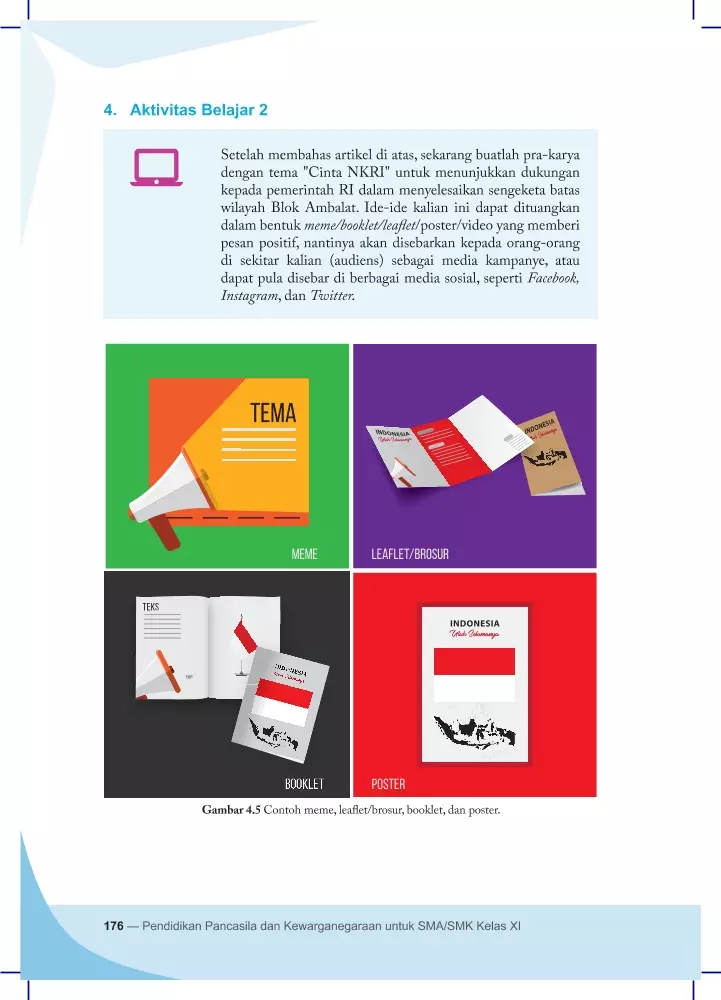 4. Aktivitas Belajar 2
Setelah membahas artikel di atas, sekarang buatlah pra-karya
dengan tema "Cinta NKRI" untuk menunjukkan dukungan
kepada pemerintah RI dalam menyelesaikan sengeketa batas
wilayah Blok Ambalat. Ide-ide kalian ini dapat dituangkan
dalam bentuk meme/booklet/leaflet/poster/video yang memberi
pesan positif, nantinya akan disebarkan kepada orang-orang
di sekitar kalian (audiens) sebagai media kampanye, atau
dapat pula disebar di berbagai media sosial, seperti Facebook,
Instagram, dan Twitter.
TEMA
MEME
INDONESIA
Untuk Selamanya
INDONESIA
Untuk Selamanya
LEAFLET/BROSUR
TEKS
INDONESIA
Untuk Selamanya
BOOKLET
INDONESIA
Untuk Selamanya
POSTER
Gambar 4.5 Contoh meme, leaflet/brosur, booklet, dan poster.
176 — Pendidikan Pancasila dan Kewarganegaraan untuk SMA/SMK Kelas XI